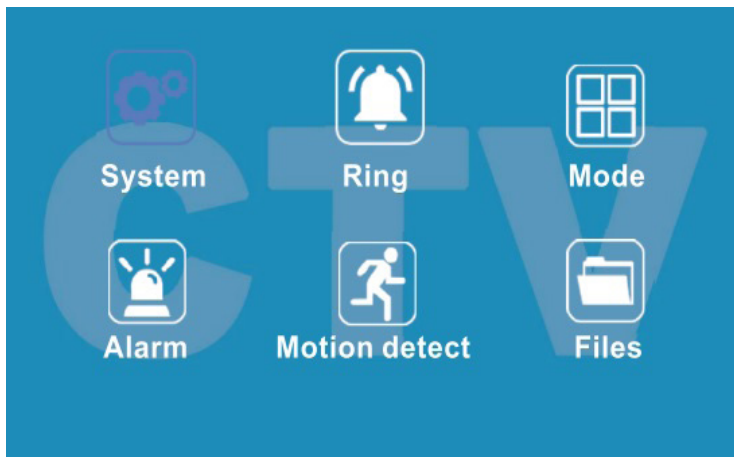 CTV
System
Ring
Mode
Alarm
Motion detect
Files